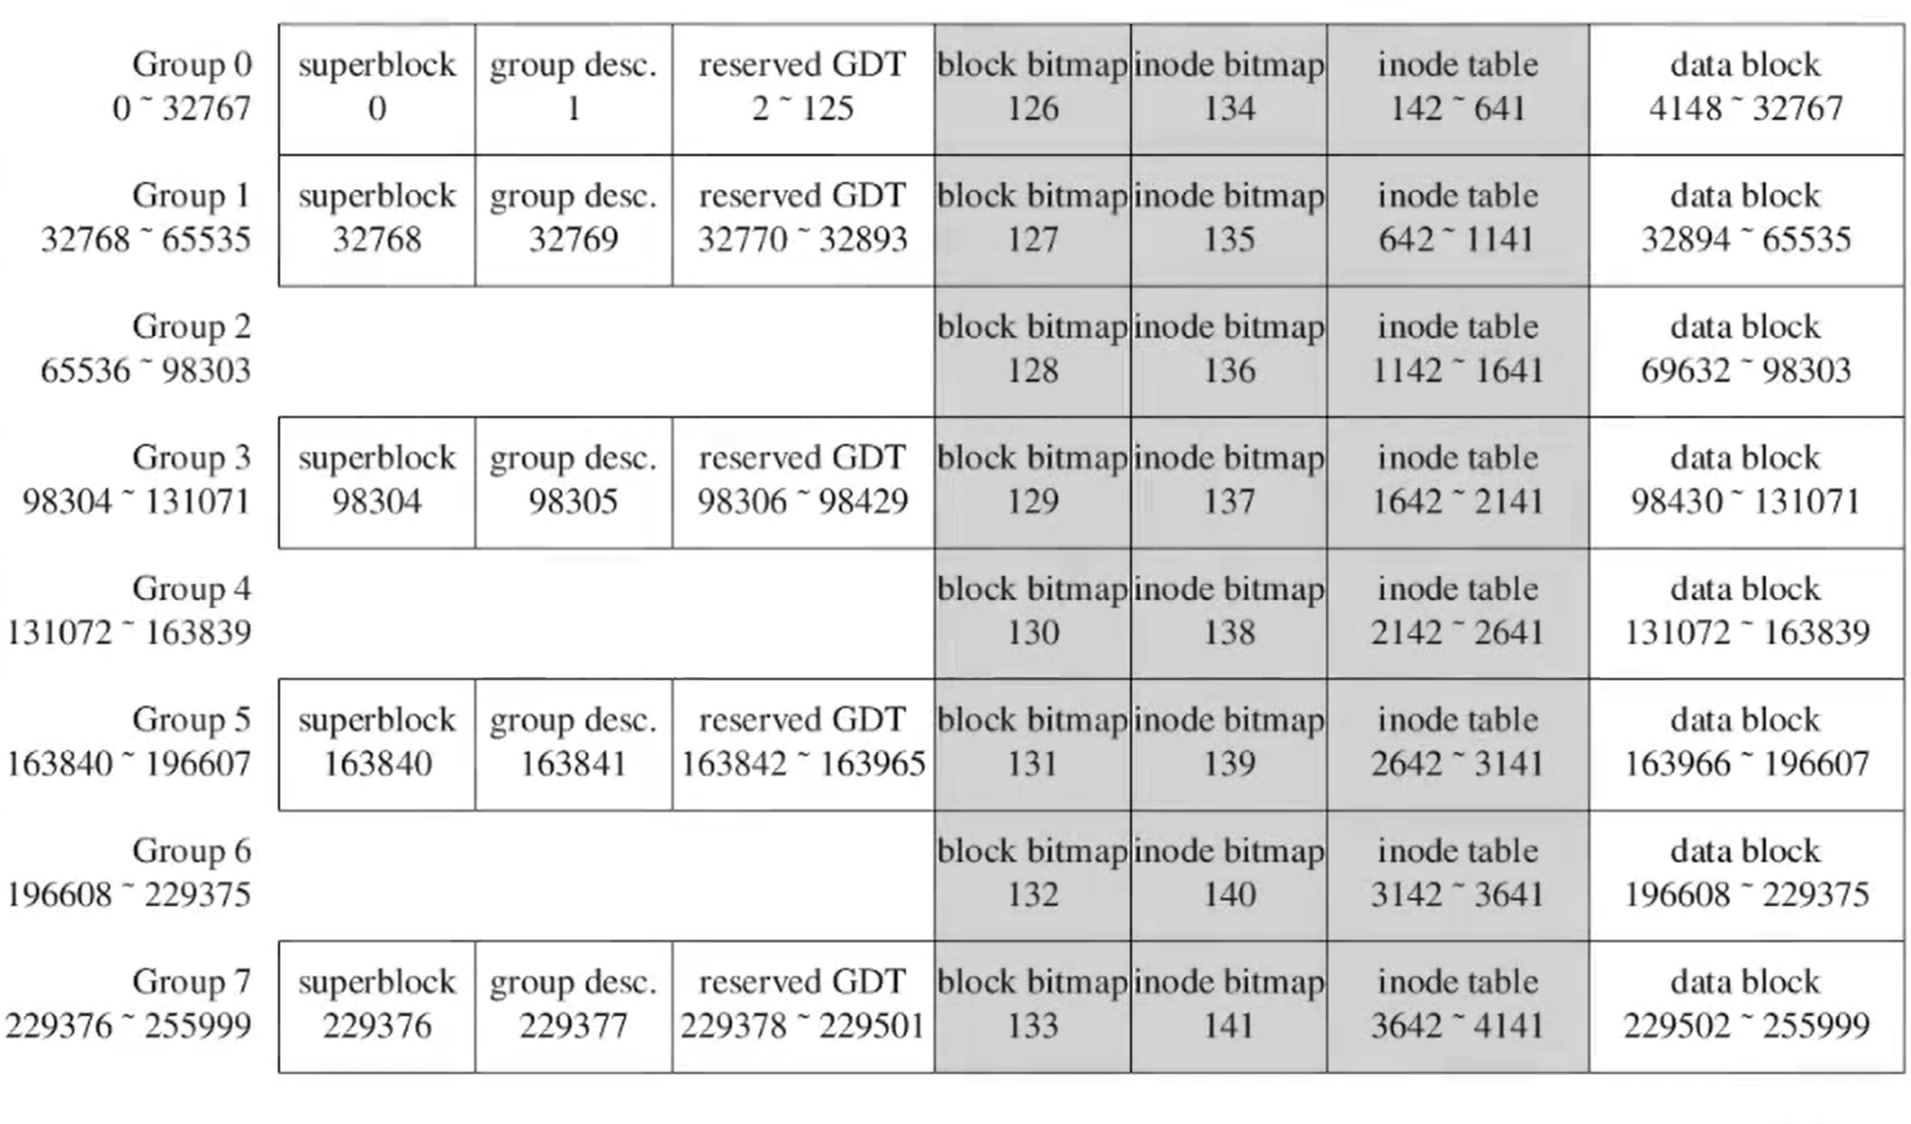 Group 0 superblock group desc. reserved GDT block bitmap inode bitmap inode table data block
0 ~ 32767 0 1 2 ~ 125 126 134 142 ~ 641 4148 ~ 32767
Group 1 superblock group desc. reserved GDT block bitmap inode bitmap inode table data block
32768 ~ 65535 32768 32769 32770 ~ 32893 127 135 642 ~ 1141 32894 ~ 65535
Group 2 block bitmap inode bitmap inode table data block
65536 ~ 98303 128 136 1142 ~ 1641 69632 ~ 98303
Group 3 superblock group desc. reserved GDT block bitmap inode bitmap inode table data block
98304 ~ 131071 98304 98305 98306 ~ 98429 129 137 1642 ~ 2141 98430 ~ 131071
Group 4 block bitmap inode bitmap inode table data block
131072 ~ 163839 130 138 2142 ~ 2641 131072 ~ 163839
Group 5 superblock group desc. reserved GDT block bitmap inode bitmap inode table data block
163840 ~ 196607 163840 163841 163842 ~ 163965 131 139 2642 ~ 3141 163966 ~ 196607
Group 6 block bitmap inode bitmap inode table data block
196608 ~ 229375 132 140 3142 ~ 3641 196608 ~ 229375
Group 7 superblock group desc. reserved GDT block bitmap inode bitmap inode table data block
229376 ~ 255999 229376 229377 229378 ~ 229501 133 141 3642 ~ 4141 229502 ~ 255999